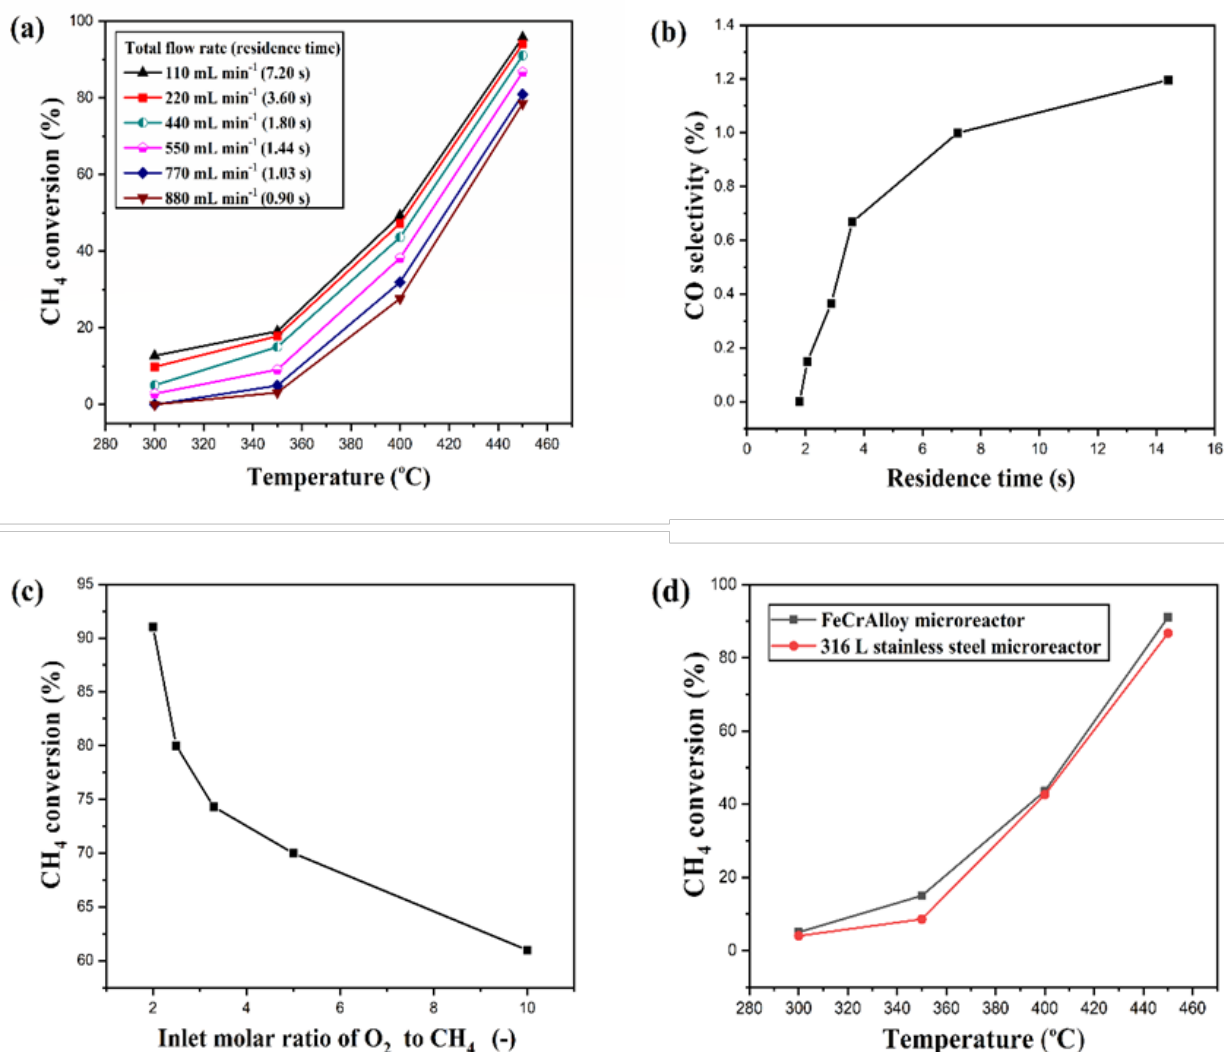 (a)
100
80
60
40
20
0
CH₄ conversion (%)
Total flow rate (residence time)
110 mL min⁻¹ (7.20 s)
220 mL min⁻¹ (3.60 s)
440 mL min⁻¹ (1.80 s)
550 mL min⁻¹ (1.44 s)
770 mL min⁻¹ (1.03 s)
880 mL min⁻¹ (0.90 s)
280 300 320 340 360 380 400 420 440 460
Temperature (°C)
(b)
1.4
1.2
1.0
0.8
0.6
0.4
0.2
0.0
CO selectivity (%)
0 2 4 6 8 10 12 14 16
Residence time (s)
(c)
95
90
85
80
75
70
65
60
CH₄ conversion (%)
2 4 6 8 10
Inlet molar ratio of O₂ to CH₄ (-)
(d)
100
80
60
40
20
0
CH₄ conversion (%)
FeCrAlloy microreactor
316 L stainless steel microreactor
280 300 320 340 360 380 400 420 440 460
Temperature (°C)